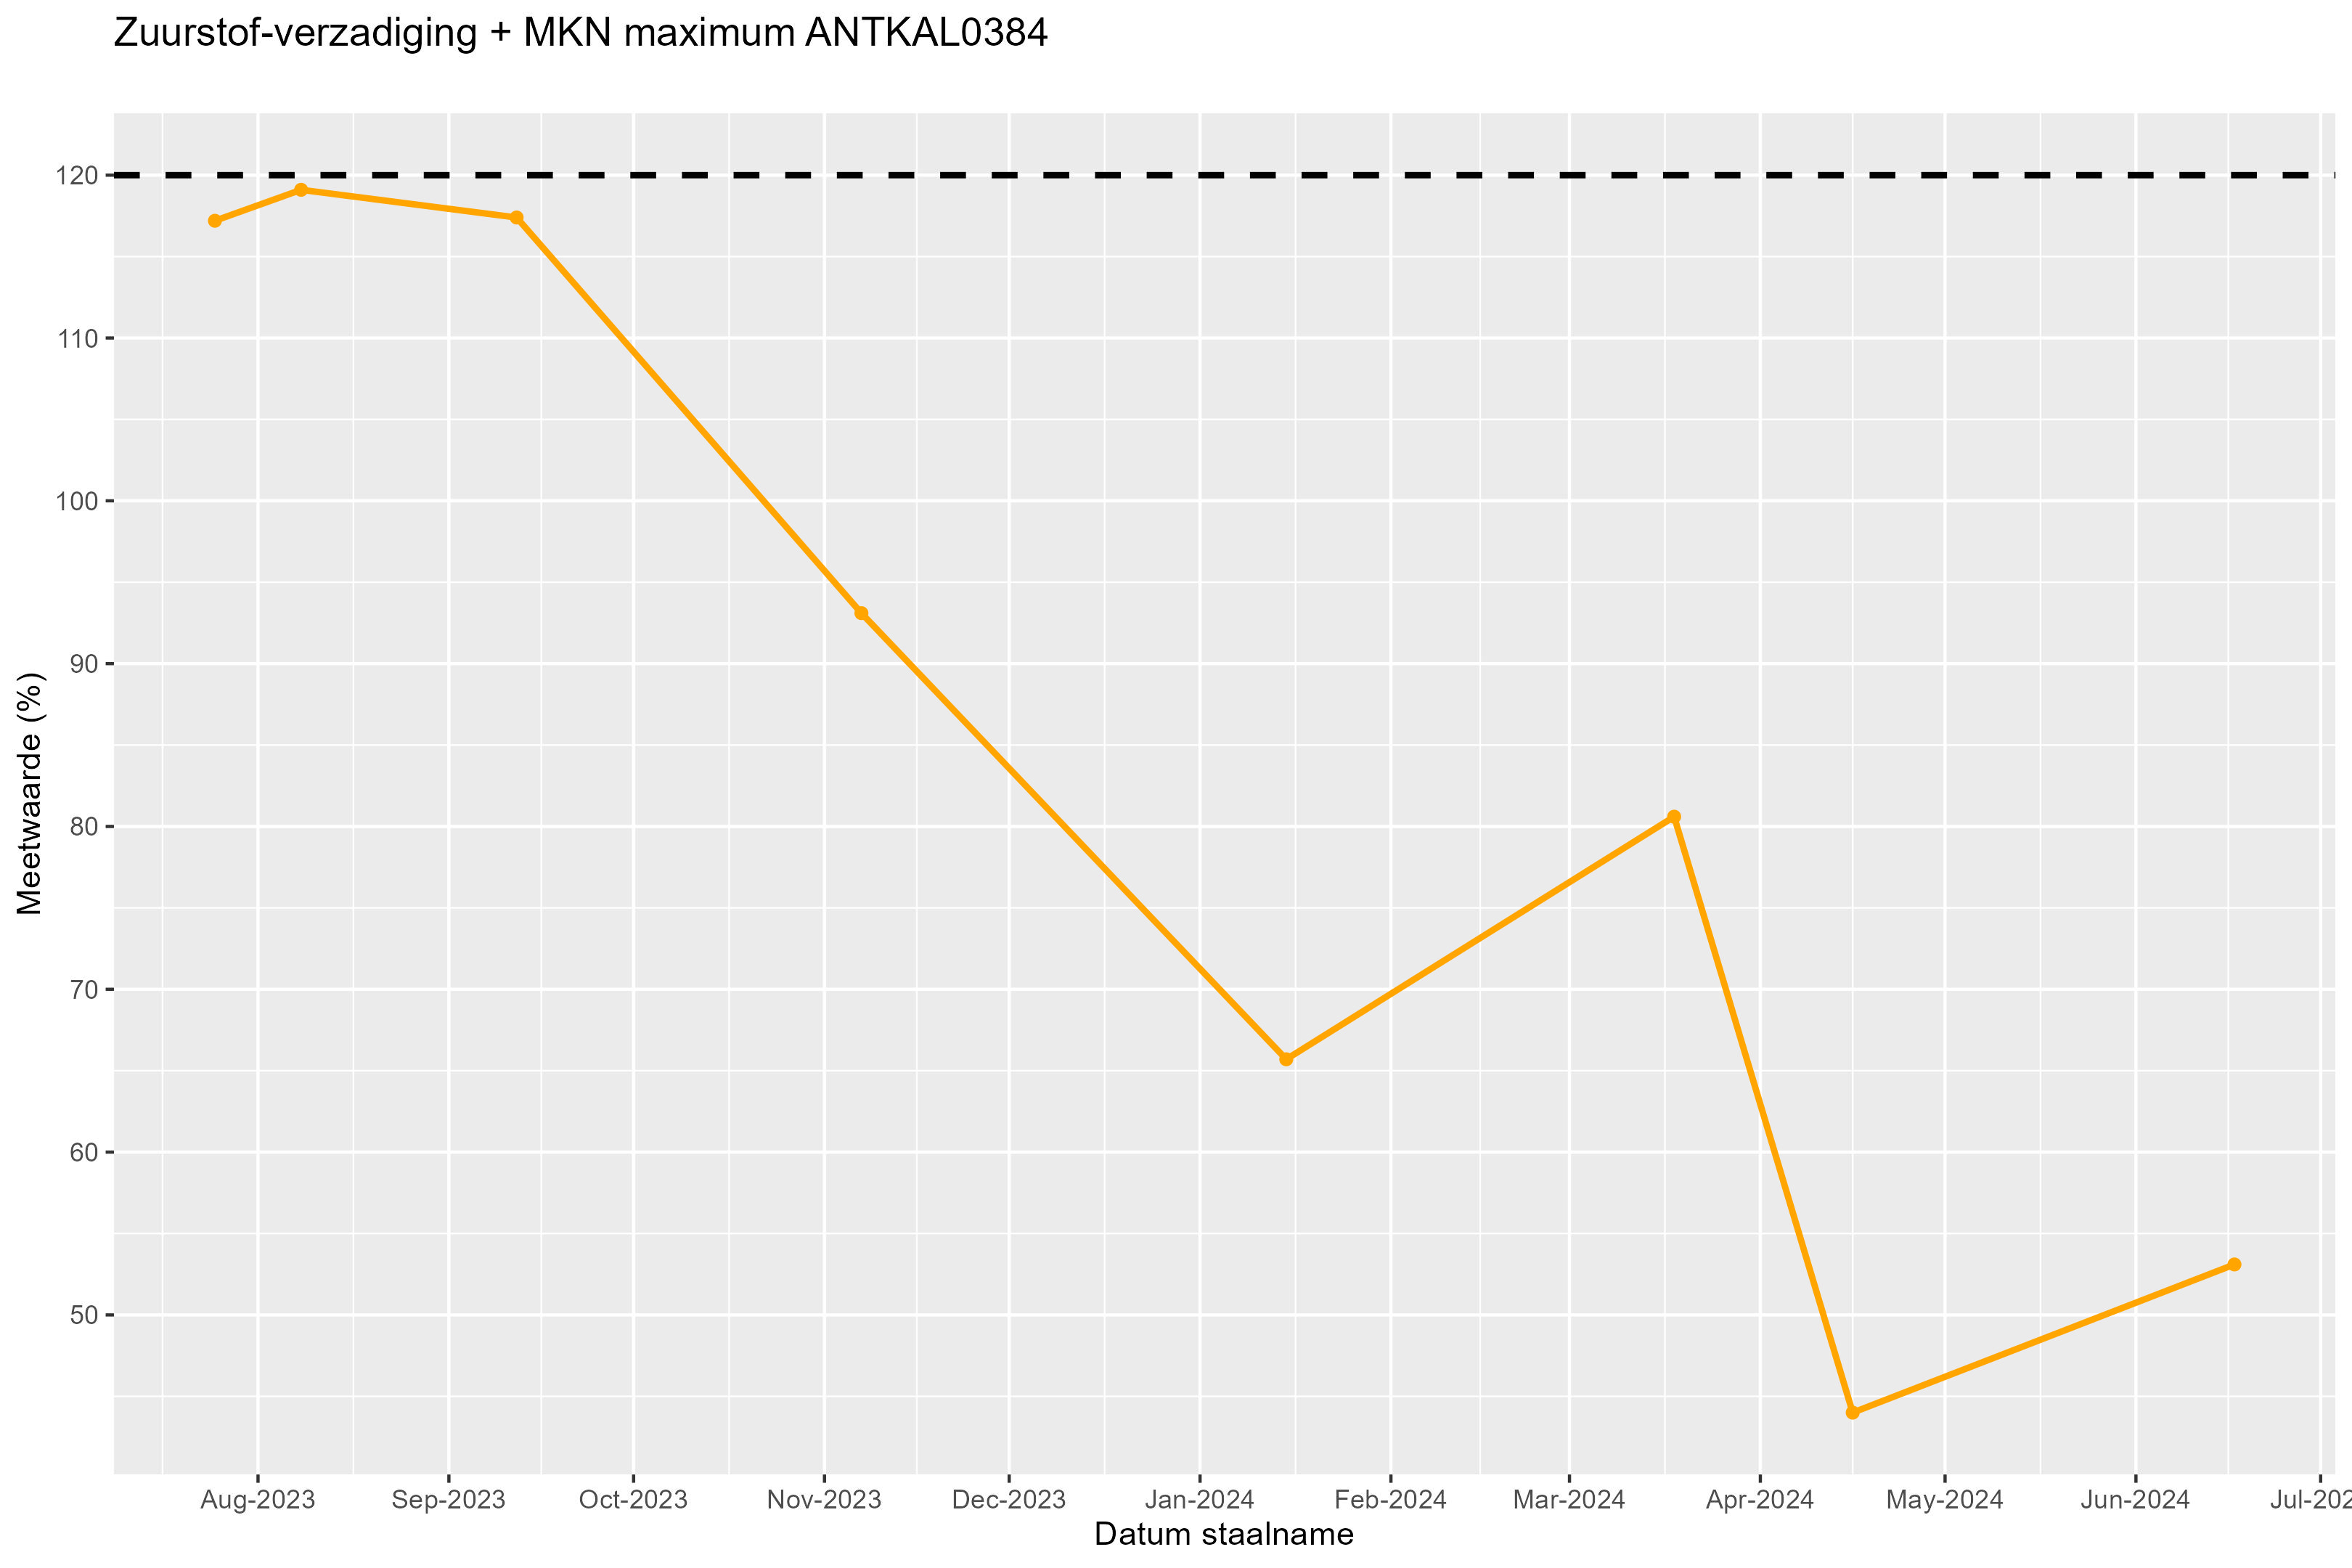 Zuurstof-verzadiging + MKN maximum ANTKAL0384
120
110
100
90
80
70
60
50
Meetwaarde (%)
Aug-2023 Sep-2023 Oct-2023 Nov-2023 Dec-2023 Jan-2024 Feb-2024 Mar-2024 Apr-2024 May-2024 Jun-2024 Jul-202
Datum staalname